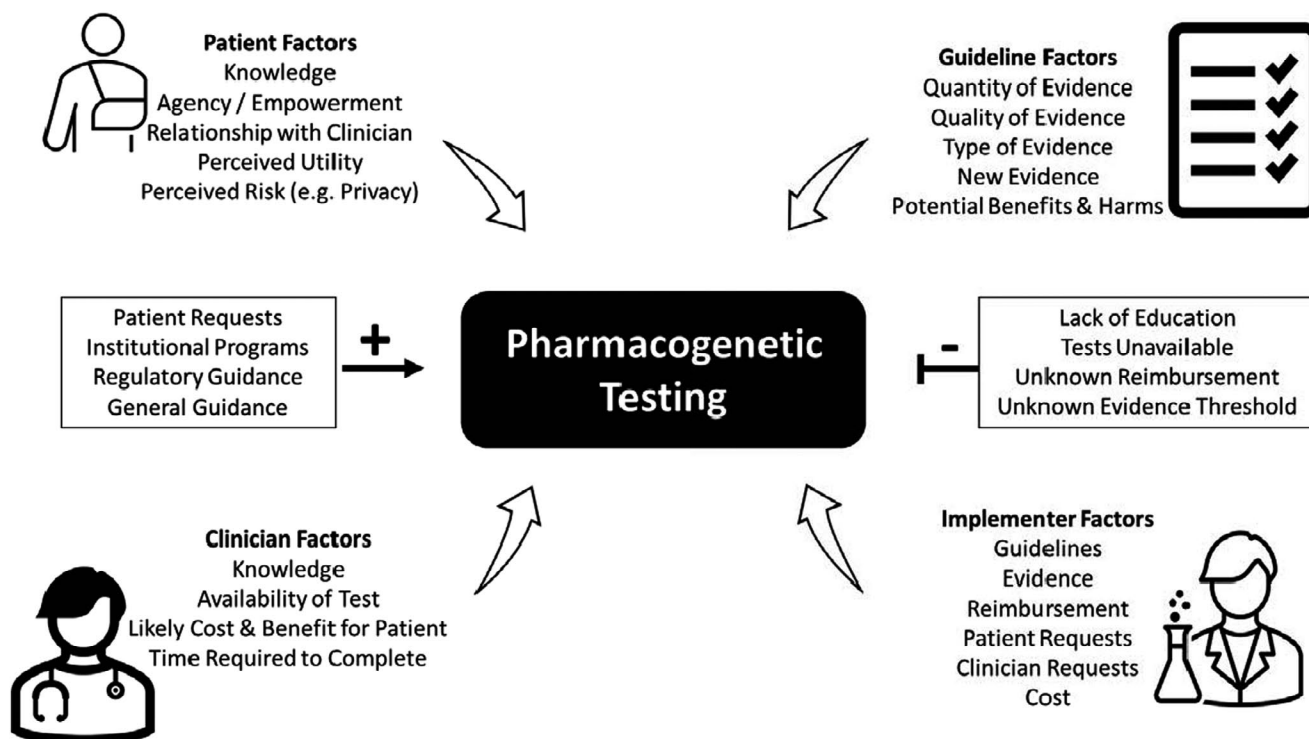 Patient Factors
Knowledge
Agency / Empowerment
Relationship with Clinician
Perceived Utility
Perceived Risk (e.g. Privacy)
Guideline Factors
Quantity of Evidence
Quality of Evidence
Type of Evidence
New Evidence
Potential Benefits & Harms
Patient Requests
Institutional Programs
Regulatory Guidance
General Guidance
+
Pharmacogenetic
Testing
-
Lack of Education
Tests Unavailable
Unknown Reimbursement
Unknown Evidence Threshold
Clinician Factors
Knowledge
Availability of Test
Likely Cost & Benefit for Patient
Time Required to Complete
Implementer Factors
Guidelines
Evidence
Reimbursement
Patient Requests
Clinician Requests
Cost